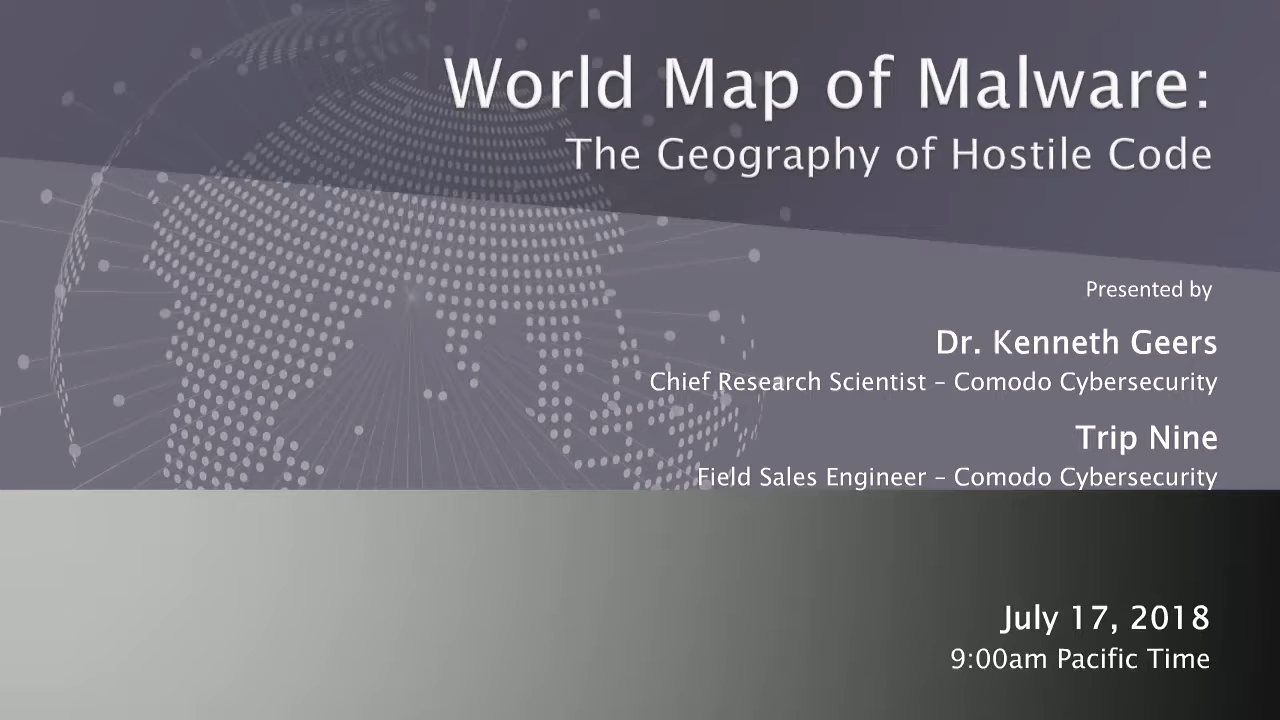 World Map of Malware:
The Geography of Hostile Code
Presented by
Dr. Kenneth Geers
Chief Research Scientist – Comodo Cybersecurity
Trip Nine
Field Sales Engineer – Comodo Cybersecurity
July 17, 2018
9:00am Pacific Time